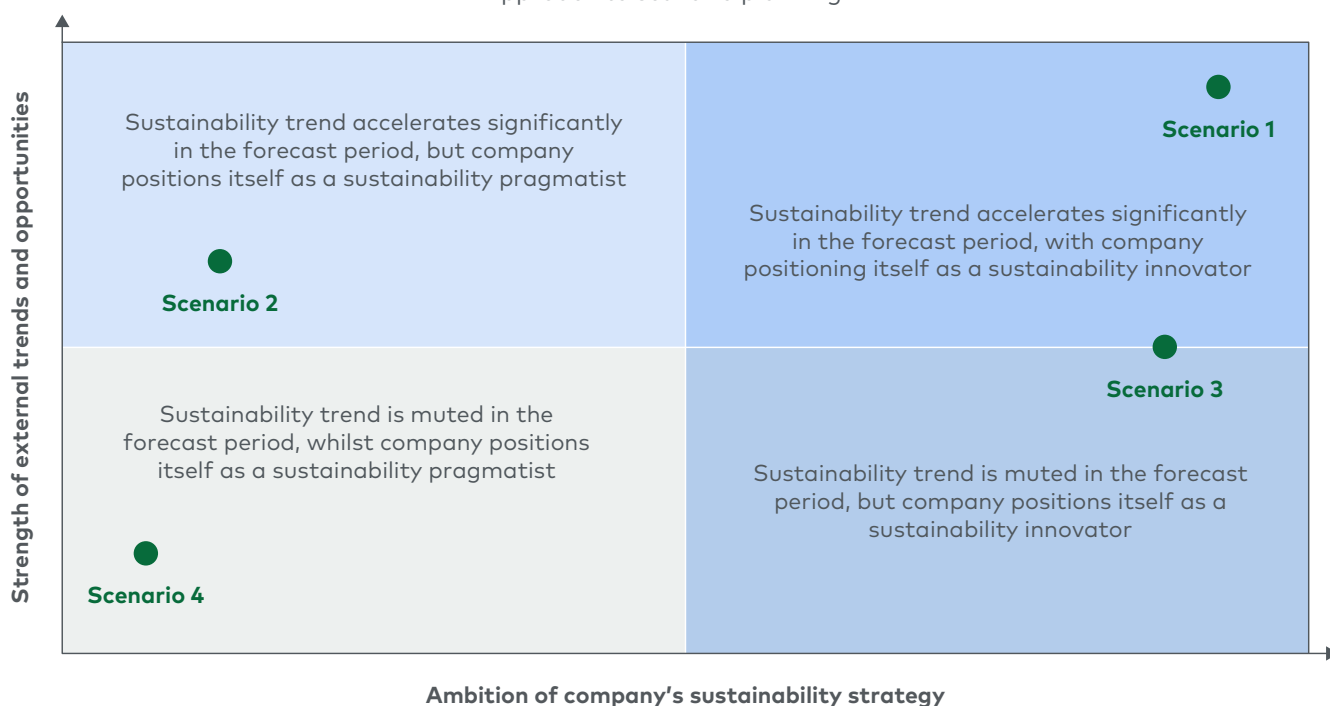 Strength of external trends and opportunities
Sustainability trend accelerates significantly
in the forecast period, but company
positions itself as a sustainability pragmatist
Scenario 2
Scenario 1
Sustainability trend accelerates significantly
in the forecast period, with company
positioning itself as a sustainability innovator
Scenario 3
Sustainability trend is muted in the
forecast period, whilst company positions
itself as a sustainability pragmatist
Scenario 4
Sustainability trend is muted in the forecast
period, but company positions itself as a
sustainability innovator
Ambition of company's sustainability strategy